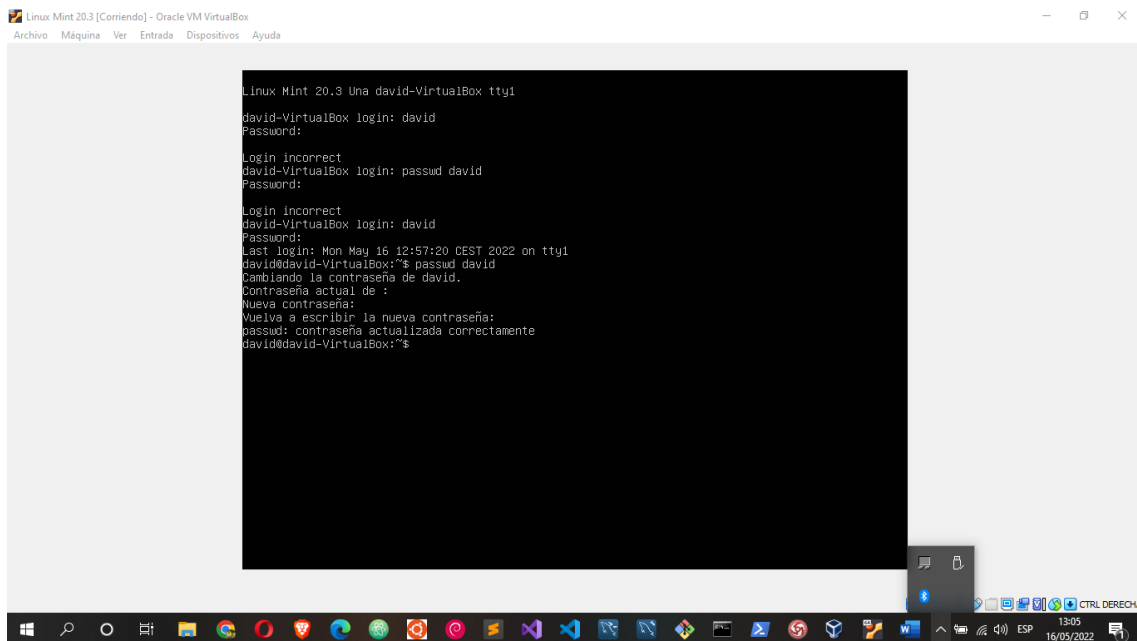 Linux Mint 20.3 [Corriendo] - Oracle VM VirtualBox
Archivo Máquina Ver Entrada Dispositivos Ayuda
Linux Mint 20.3 Una david-VirtualBox tty1
david-VirtualBox login: david
Password:
Login incorrect
david-VirtualBox login: passwd david
Password:
Login incorrect
david-VirtualBox login: david
Password:
Last login: Mon May 16 12:57:20 CEST 2022 on tty1
david@david-VirtualBox:~$ passwd david
Cambiando la contraseña de david.
Contraseña actual de :
Nueva contraseña:
Vuelva a escribir la nueva contraseña:
passwd: contraseña actualizada correctamente
david@david-VirtualBox:~$
CTRL DERECH
ESP
13:05
16/05/2022